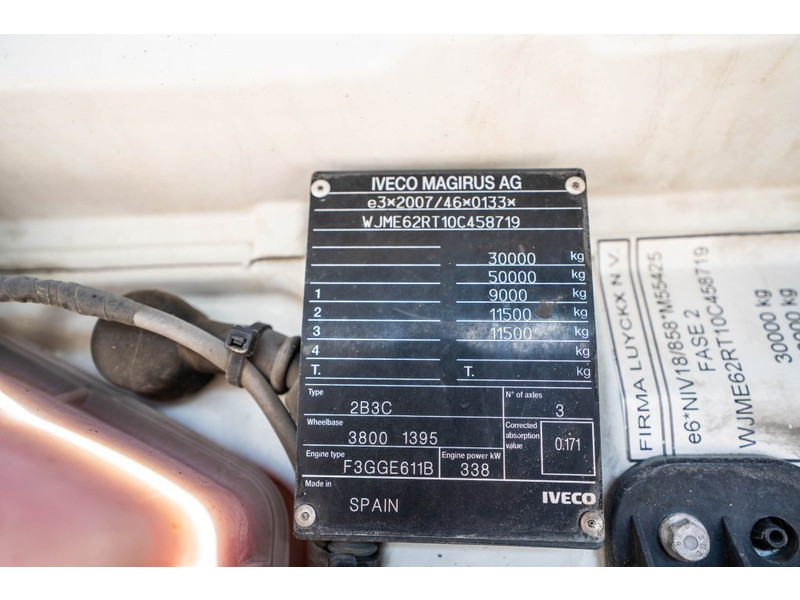 IVECO MAGIRUS AG
e3*2007/46*0133*
WJME62RT10C458719
30000 kg
50000 kg
1 9000 kg
2 11500 kg
3 11500 kg
4 kg
T. T. kg
Type
2B3C
N° of axles
3
Wheelbase
3800 1395
Corrected absorption value
0.171
Engine type
F3GGE611B
Engine power kW
338
Made in
SPAIN
IVECO
FIRMA LUYCKX N.V.
e6*NIV18/858*M55425
FASE 2
WJME62RT10C458719
30000 kg